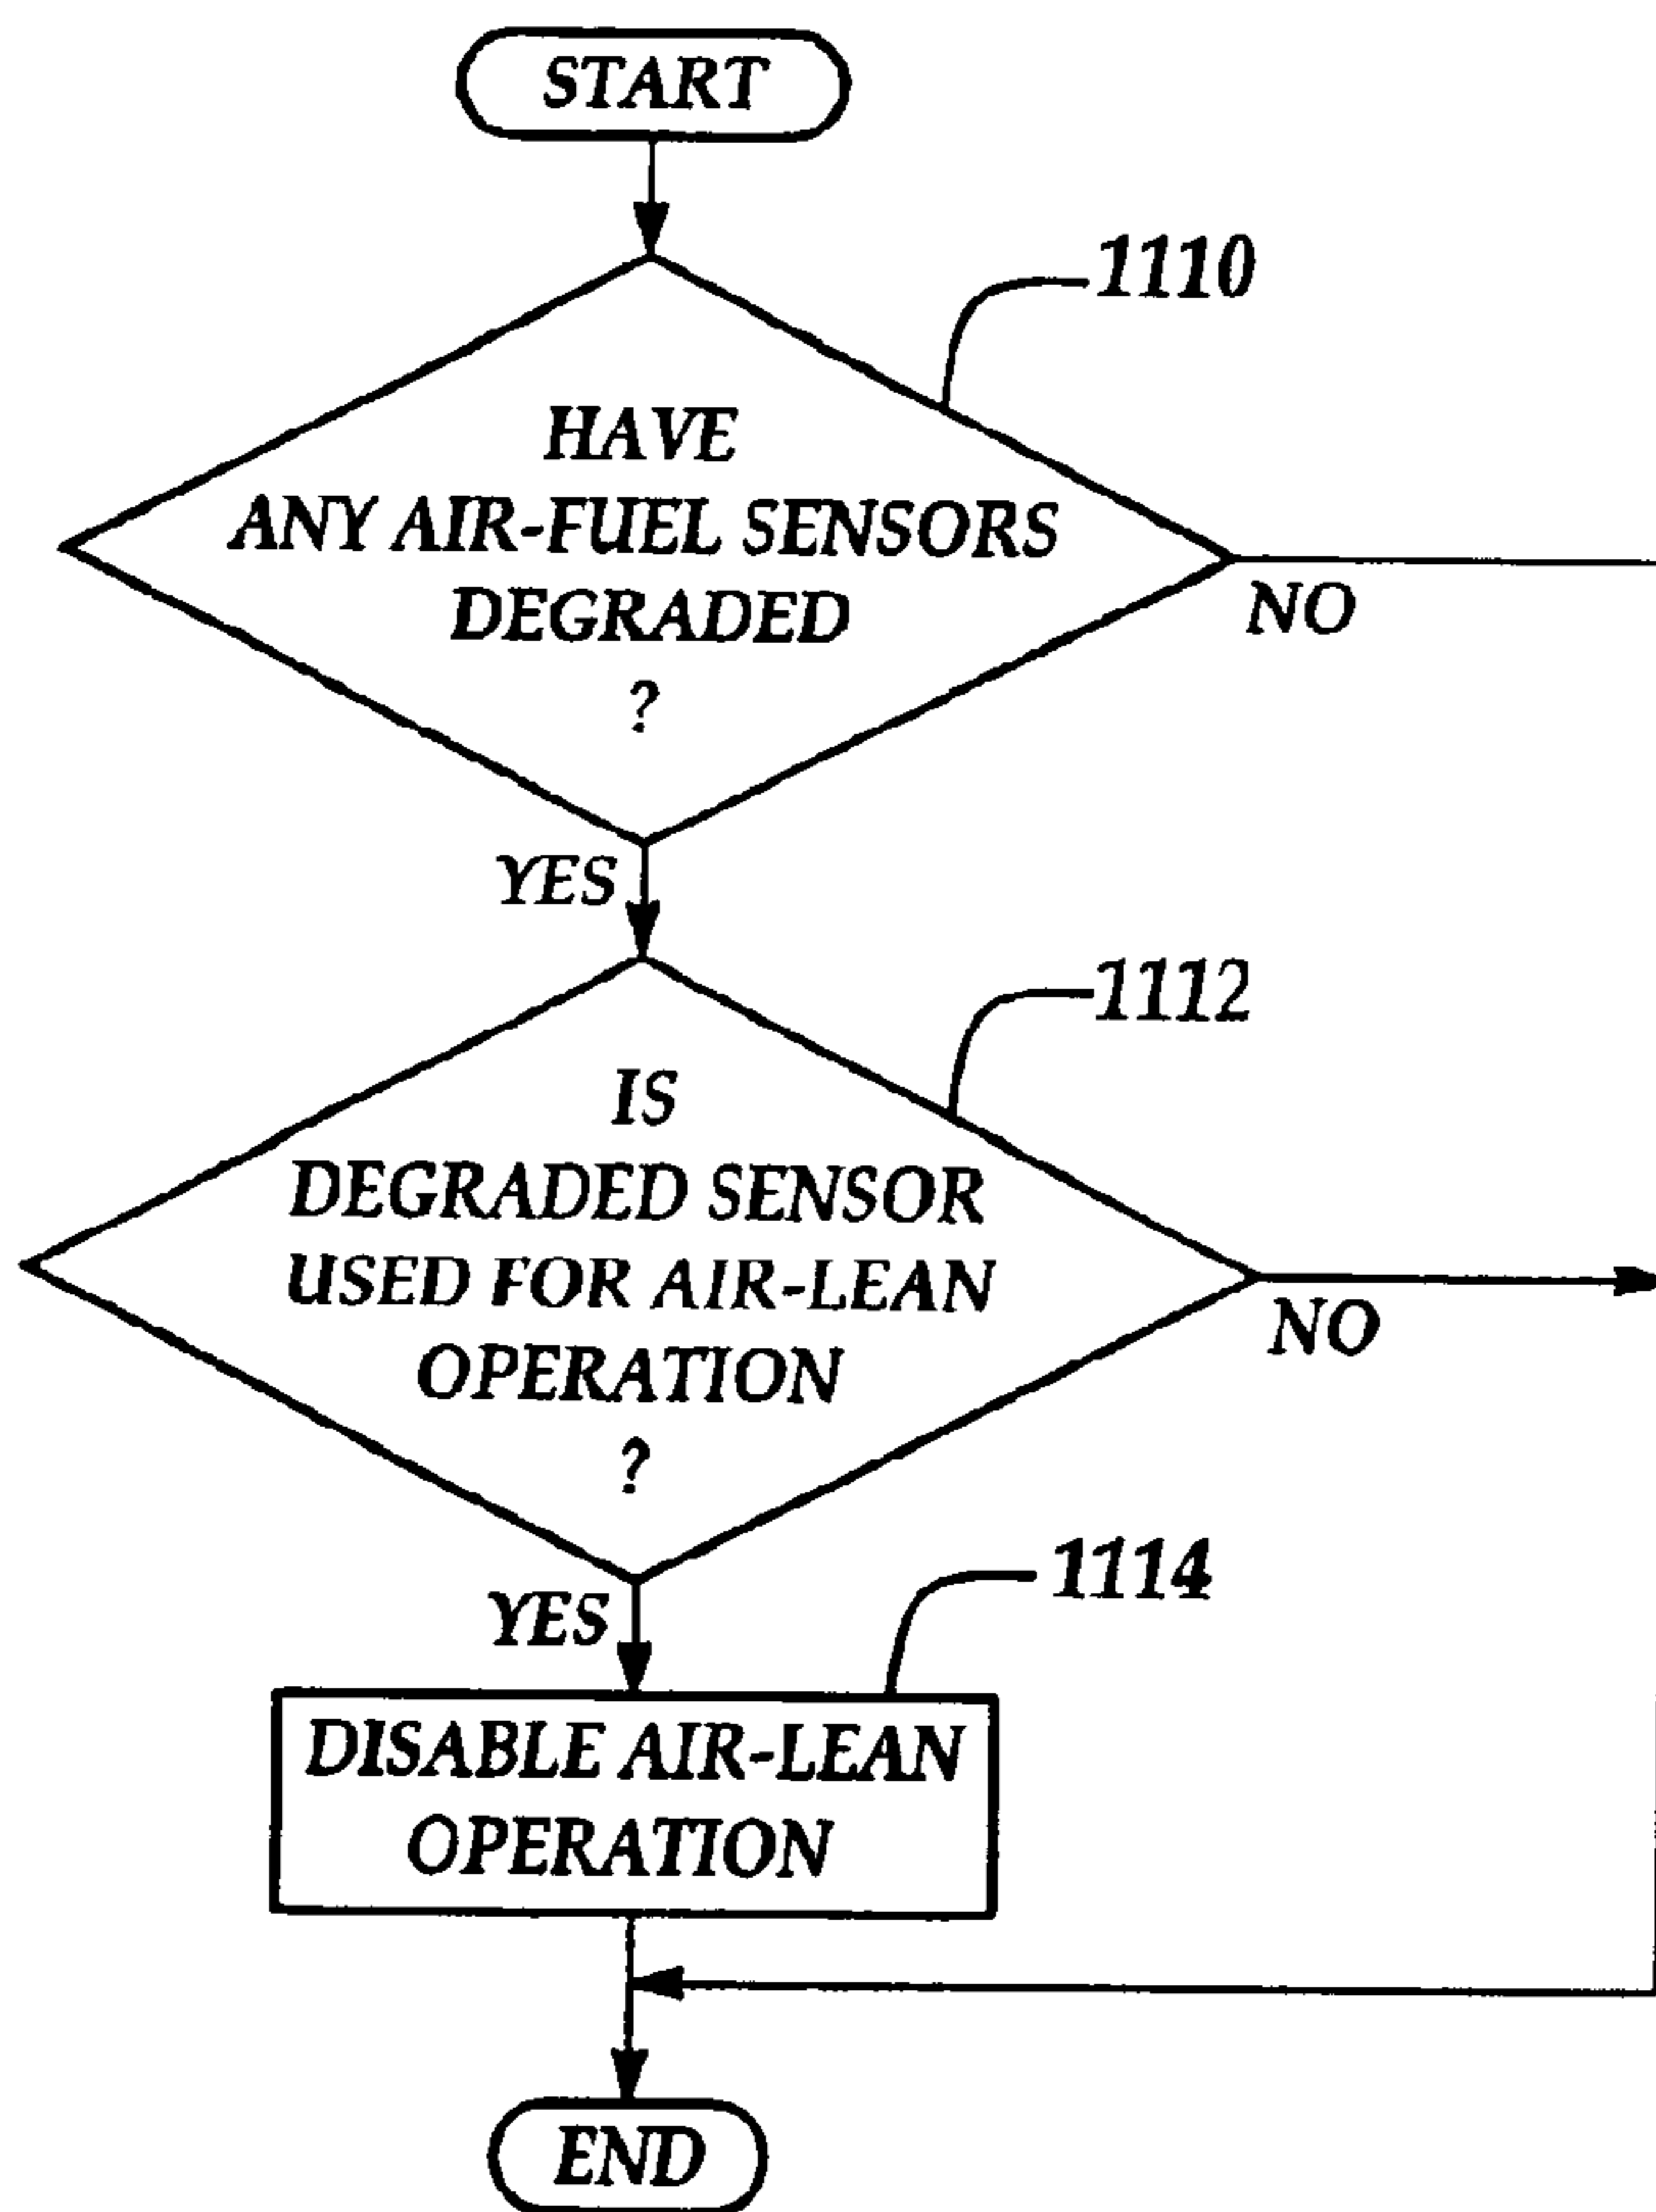 START
1110
HAVE
ANY AIR-FUEL SENSORS
DEGRADED
?
NO
YES
1112
IS
DEGRADED SENSOR
USED FOR AIR-LEAN
OPERATION
?
NO
YES
1114
DISABLE AIR-LEAN
OPERATION
END